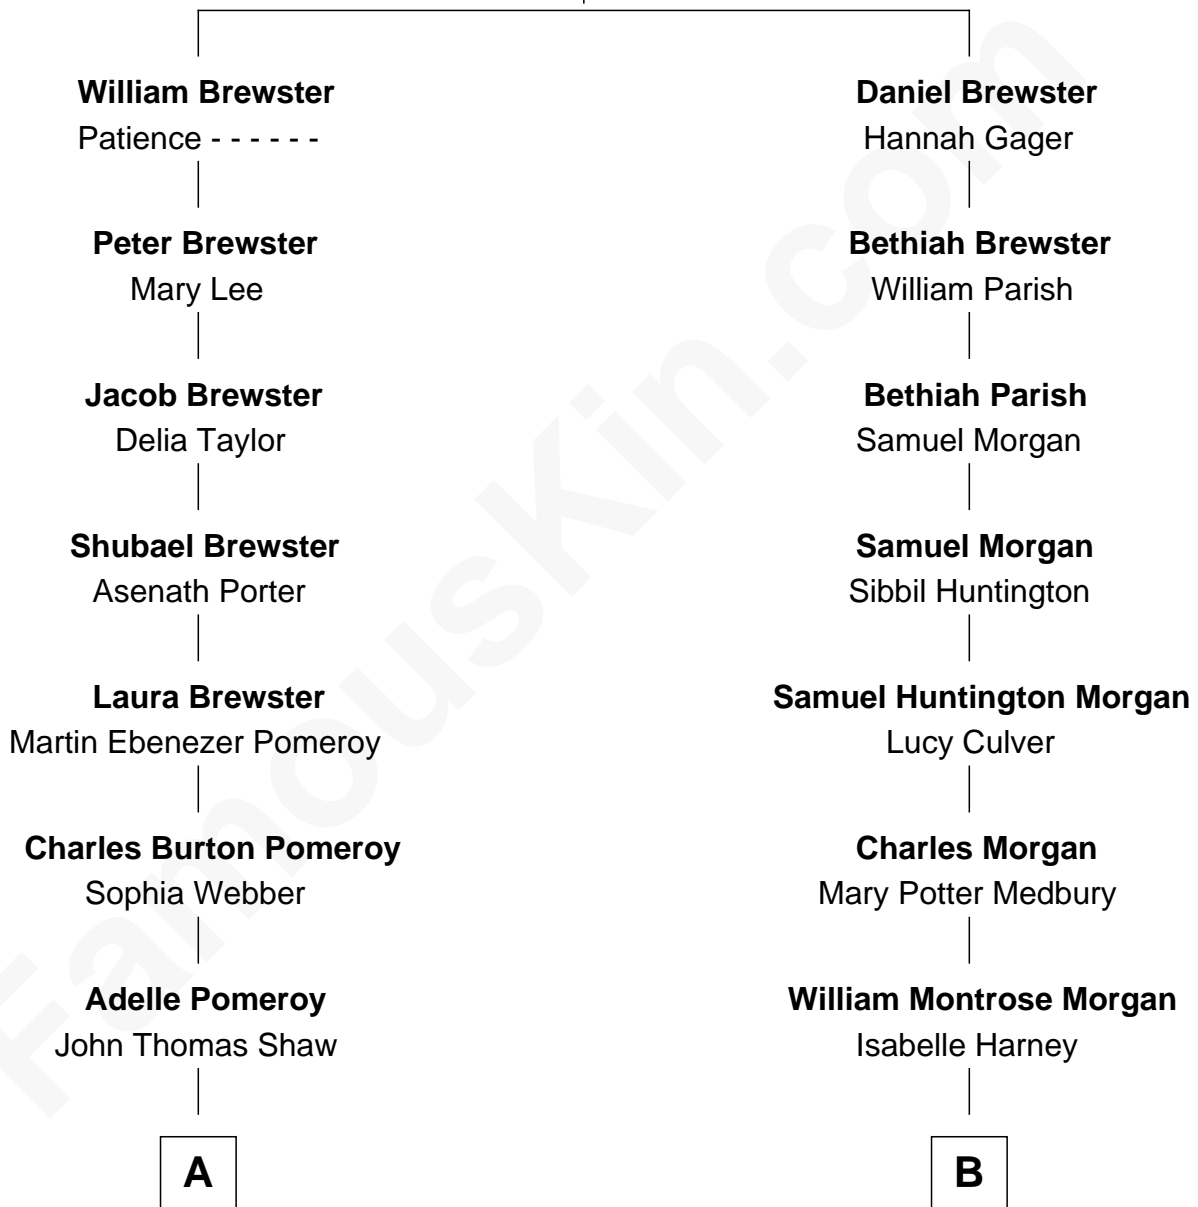 William Brewster
Patience - - - - - -
Peter Brewster
Mary Lee
Jacob Brewster
Delia Taylor
Shubael Brewster
Asenath Porter
Laura Brewster
Martin Ebenezer Pomeroy
Charles Burton Pomeroy
Sophia Webber
Adelle Pomeroy
John Thomas Shaw
A
Daniel Brewster
Hannah Gager
Bethiah Brewster
William Parish
Bethiah Parish
Samuel Morgan
Samuel Morgan
Sibbil Huntington
Samuel Huntington Morgan
Lucy Culver
Charles Morgan
Mary Potter Medbury
William Montrose Morgan
Isabelle Harney
B
FamousKin.com